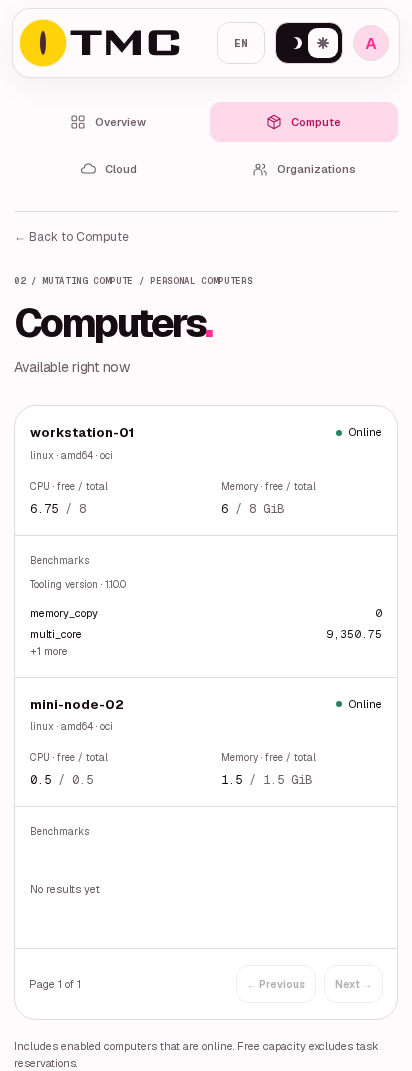 TMC
EN
A
Overview
Compute
Cloud
Organizations
← Back to Compute
02 / MUTATING COMPUTE / PERSONAL COMPUTERS
Computers.
Available right now
workstation-01
Online
linux · amd64 · oci
CPU · free / total
Memory · free / total
6.75 / 8
6 / 8 GiB
Benchmarks
Tooling version · 1.10.0
memory_copy
0
multi_core
9,350.75
+1 more
mini-node-02
Online
linux · amd64 · oci
CPU · free / total
Memory · free / total
0.5 / 0.5
1.5 / 1.5 GiB
Benchmarks
No results yet
Page 1 of 1
← Previous
Next →
Includes enabled computers that are online. Free capacity excludes task
reservations.